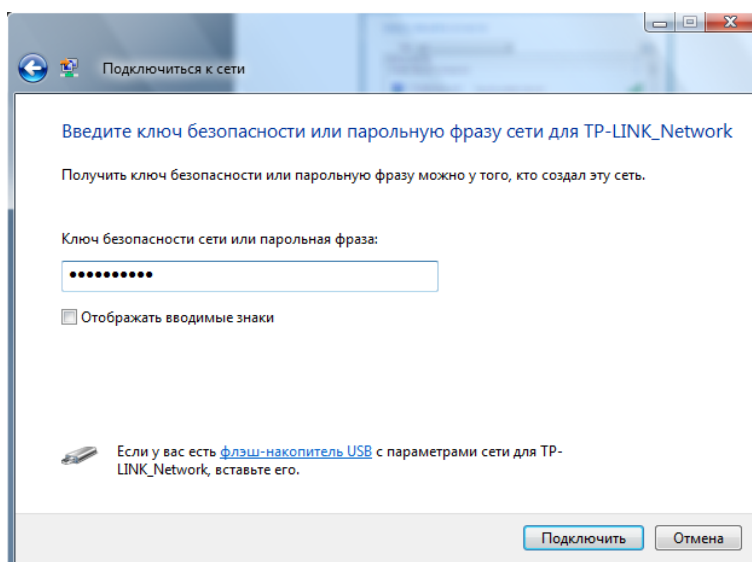 Подключиться к сети
Введите ключ безопасности или парольную фразу сети для TP-LINK_Network
Получить ключ безопасности или парольную фразу можно у того, кто создал эту сеть.
Ключ безопасности сети или парольная фраза:
●●●●●●●●●●
Отображать вводимые знаки
Если у вас есть флэш-накопитель USB с параметрами сети для TP-
LINK_Network, вставьте его.
Подключить Отмена